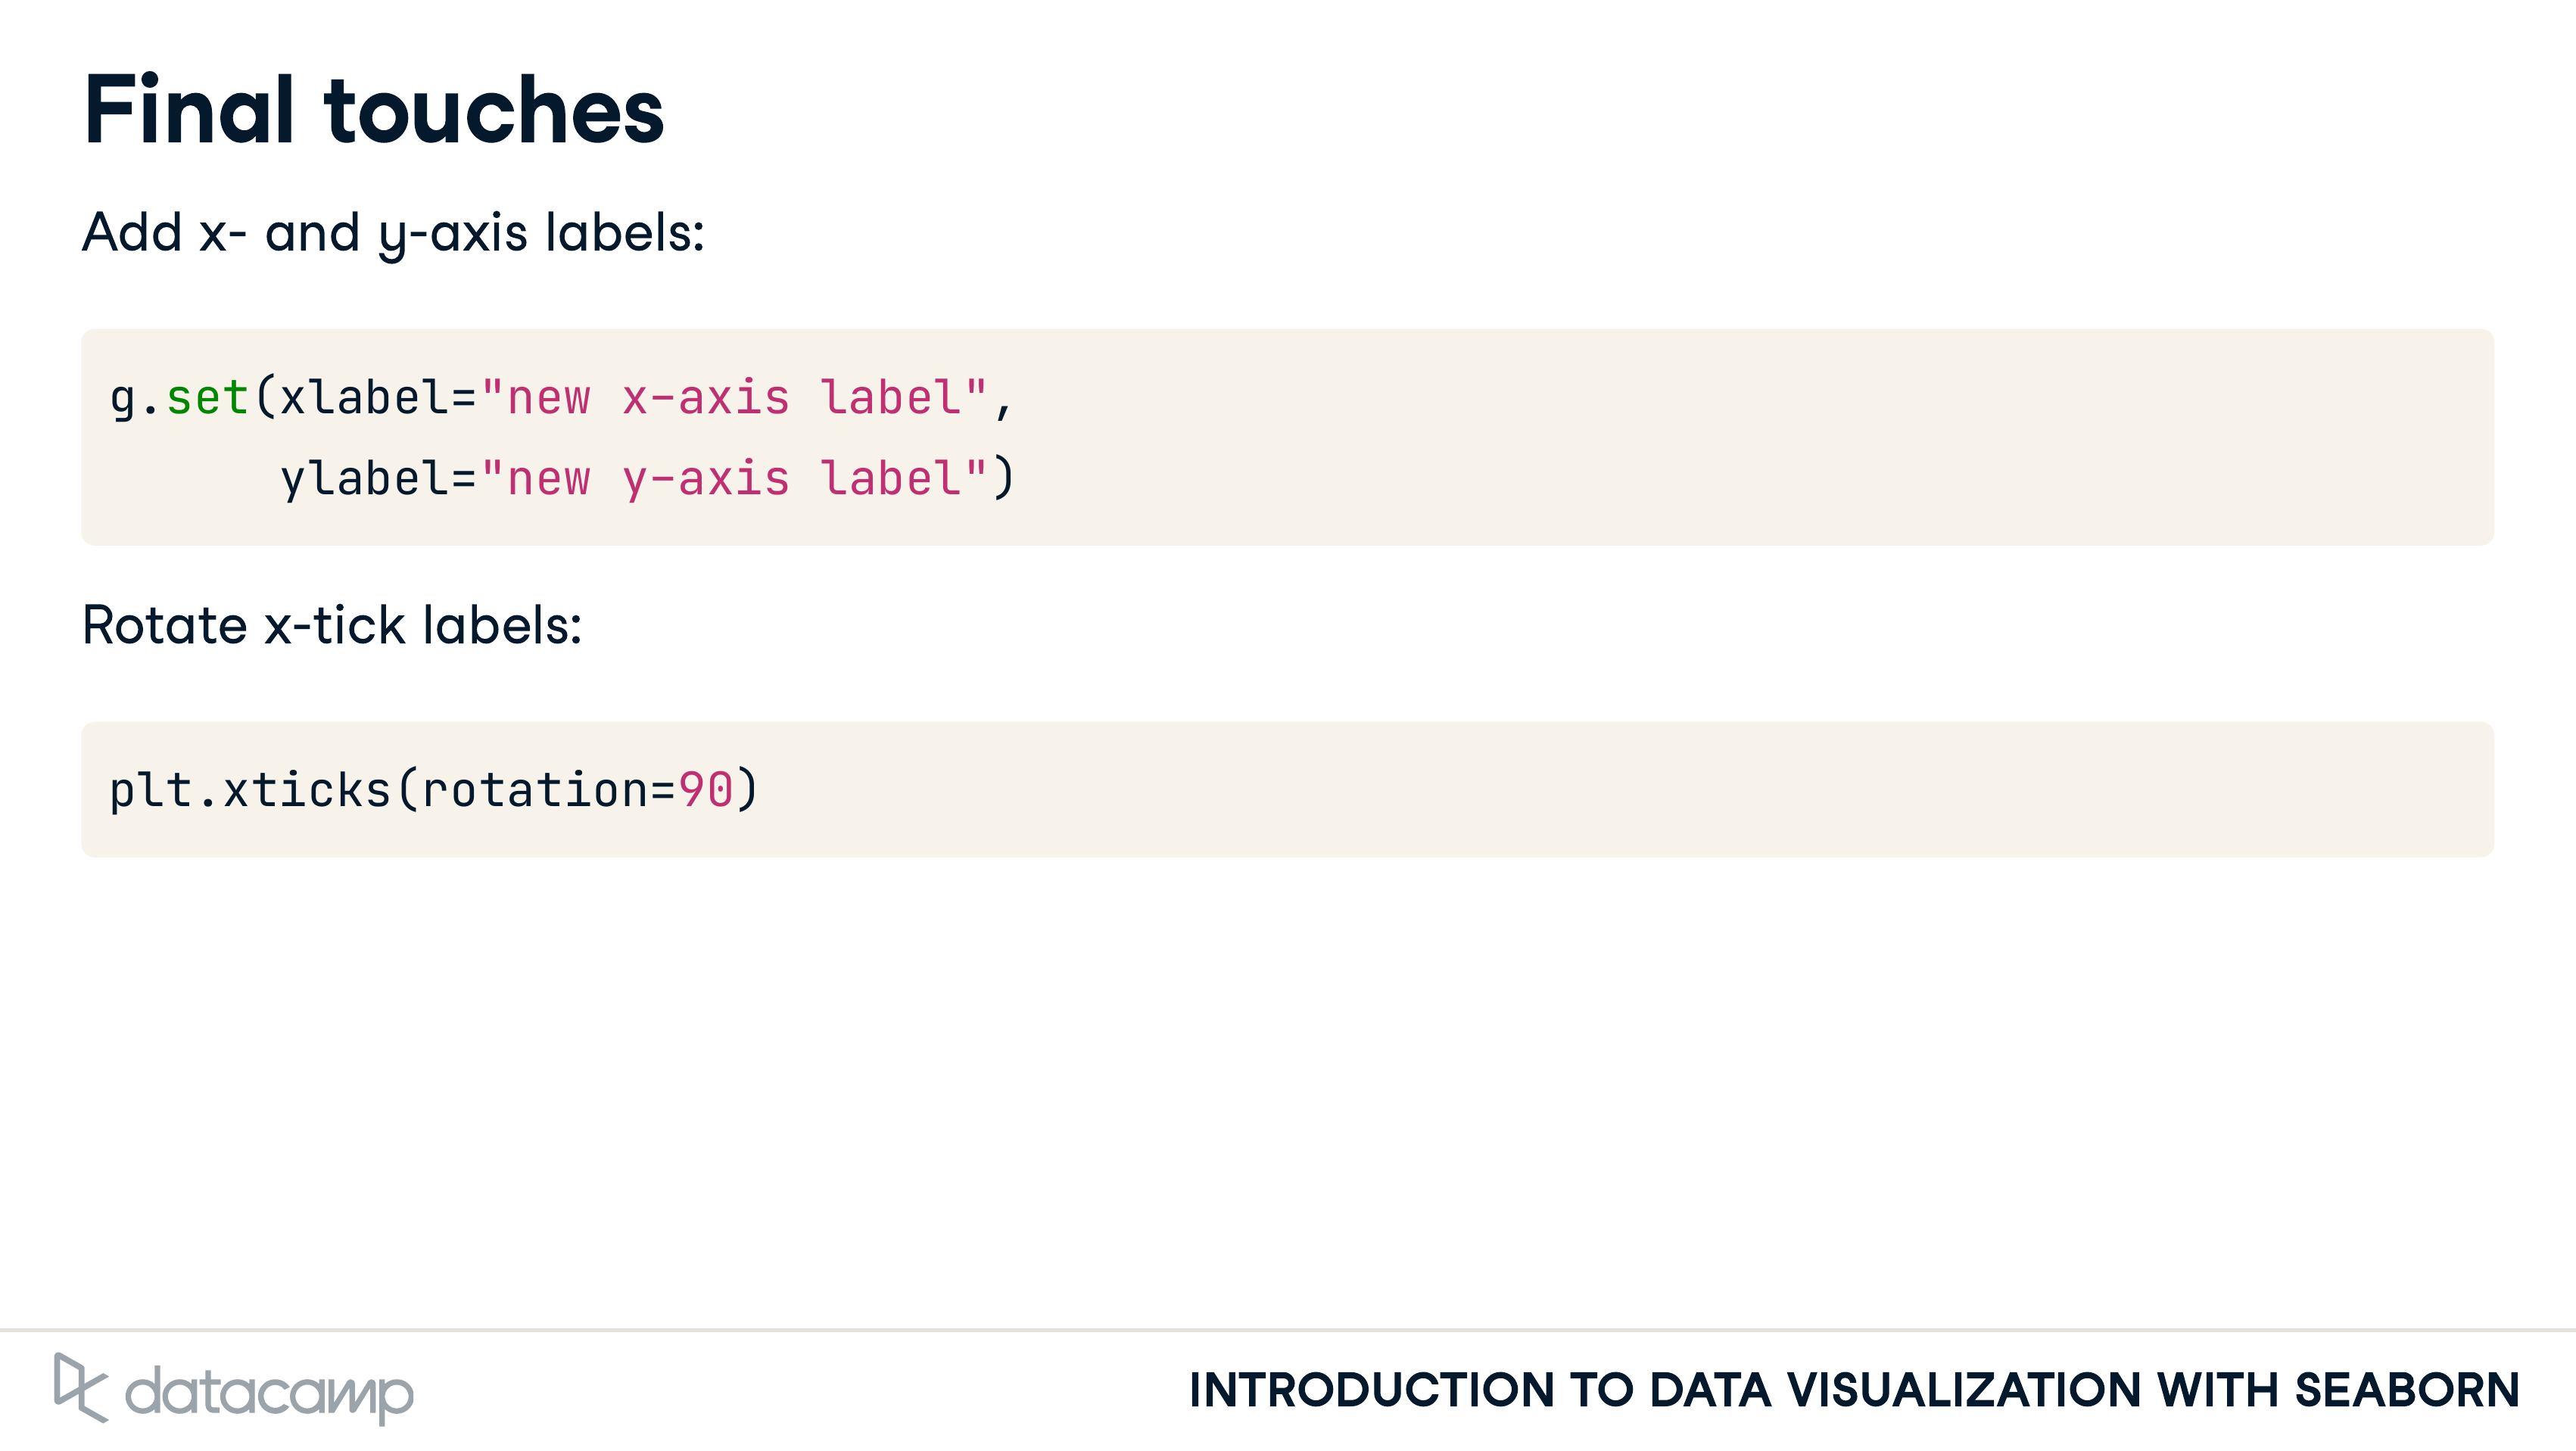 Final touches
Add x- and y-axis labels:
g.set(xlabel="new x-axis label",
ylabel="new y-axis label")
Rotate x-tick labels:
plt.xticks(rotation=90)
datacamp
INTRODUCTION TO DATA VISUALIZATION WITH SEABORN